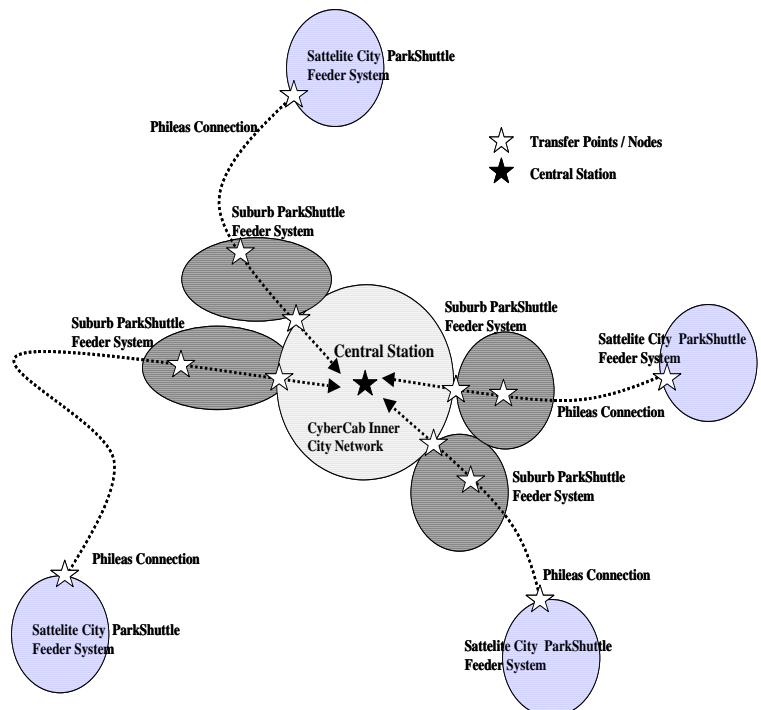 Sattelite City ParkShuttle
Feeder System
Phileas Connection
Transfer Points / Nodes
Central Station
Suburb ParkShuttle
Feeder System
Suburb ParkShuttle
Feeder System
Suburb ParkShuttle
Feeder System
Central Station
Sattelite City ParkShuttle
Feeder System
Phileas Connection
CyberCab Inner
City Network
Suburb ParkShuttle
Feeder System
Phileas Connection
Phileas Connection
Sattelite City ParkShuttle
Feeder System
Sattelite City ParkShuttle
Feeder System